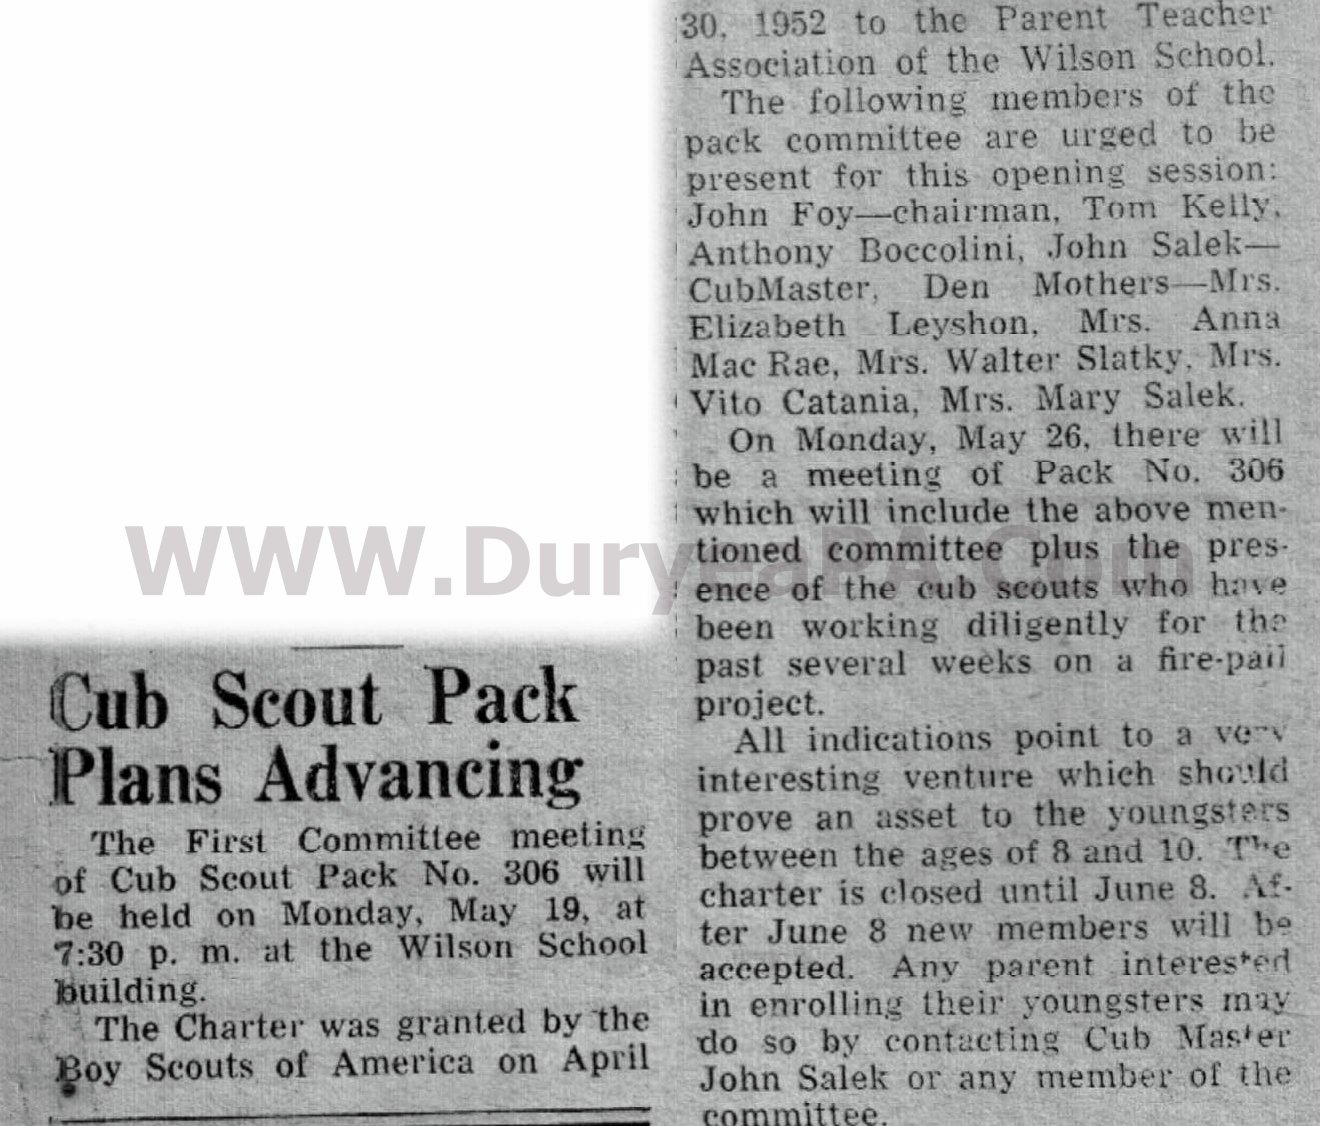 Cub Scout Pack
Plans Advancing
The First Committee meeting
of Cub Scout Pack No. 306 will
be held on Monday, May 19, at
7:30 p. m. at the Wilson School
building.
The Charter was granted by the
Boy Scouts of America on April
30, 1952 to the Parent Teacher
Association of the Wilson School.
The following members of the
pack committee are urged to be
present for this opening session:
John Foy—chairman, Tom Kelly,
Anthony Boccolini, John Salek—
CubMaster, Den Mothers—Mrs.
Elizabeth Leyshon, Mrs. Anna
Mac Rae, Mrs. Walter Slatky, Mrs.
Vito Catania, Mrs. Mary Salek.
On Monday, May 26, there will
be a meeting of Pack No. 306
which will include the above men-
tioned committee plus the pres-
ence of the cub scouts who have
been working diligently for the
past several weeks on a fire-pail
project.
All indications point to a very
interesting venture which should
prove an asset to the youngsters
between the ages of 8 and 10. The
charter is closed until June 8. Af-
ter June 8 new members will be
accepted. Any parent interested
in enrolling their youngsters may
do so by contacting Cub Master
John Salek or any member of the
committee.
WWW.DuryeaPA.Com